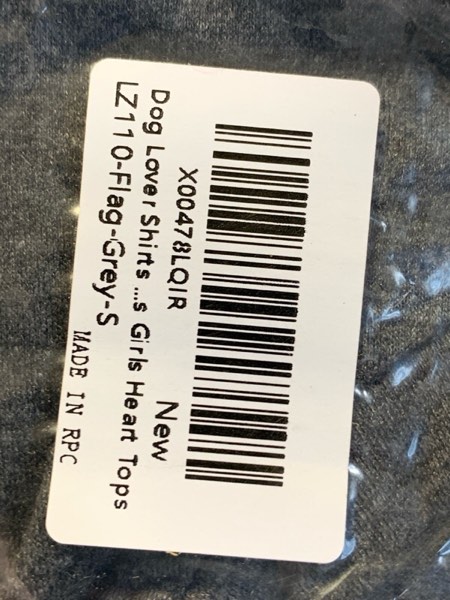 X00478LQIR
New
Dog Lover Shirts ...s Girls Heart Tops
LZ110-Flag-Grey-S
MADE IN RPC